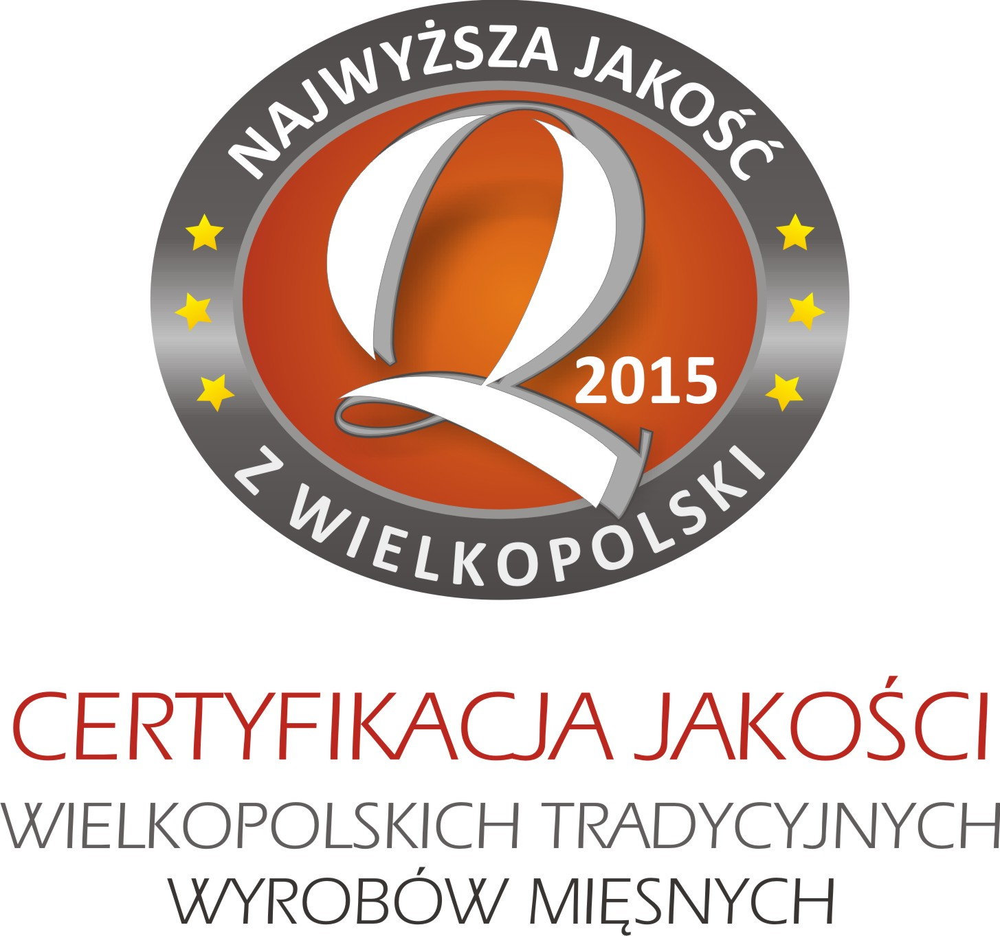 NAJWYŻSZA JAKOŚĆ
Q
2015
Z WIELKOPOLSKI
CERTYFIKACJA JAKOŚCI
WIELKOPOLSKICH TRADYCYJNYCH
WYROBÓW MIĘSNYCH